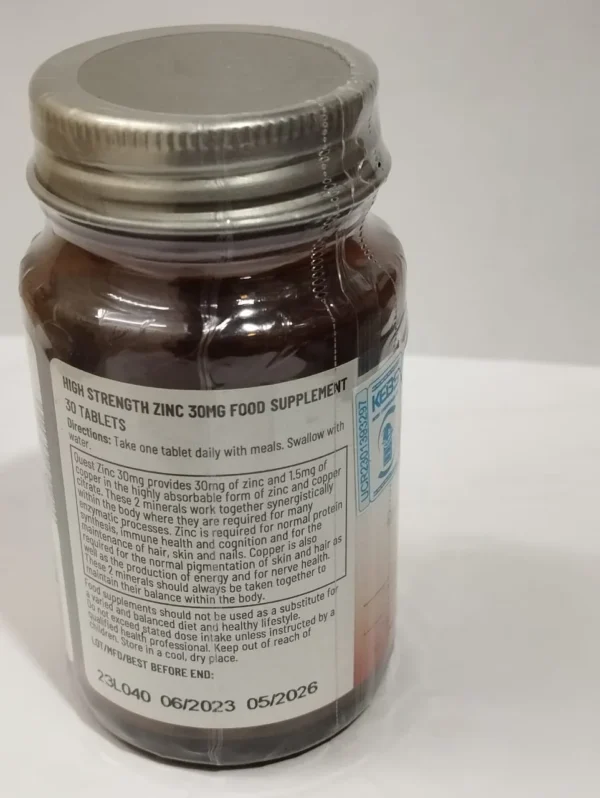 HIGH STRENGTH ZINC 30MG FOOD SUPPLEMENT
30 TABLETS
Directions: Take one tablet daily with meals. Swallow with
water.
Quest Zinc 30mg provides 30mg of zinc and 1.5mg of
copper in the highly absorbable form of zinc and copper
citrate. These 2 minerals work together synergistically
within the body where they are required for many
enzymatic processes. Zinc is required for normal protein
synthesis, immune health and cognition and for the
maintenance of hair, skin and nails. Copper is also
required for the normal pigmentation of skin and hair as
well as the production of energy and for nerve health.
These 2 minerals should always be taken together to
maintain their balance within the body.
Food supplements should not be used as a substitute for
a varied and balanced diet and healthy lifestyle.
Do not exceed stated dose intake unless instructed by a
qualified health professional. Keep out of reach of
children. Store in a cool, dry place.
LOT/MFD/BEST BEFORE END:
23L040 06/2023 05/2026
KEBS